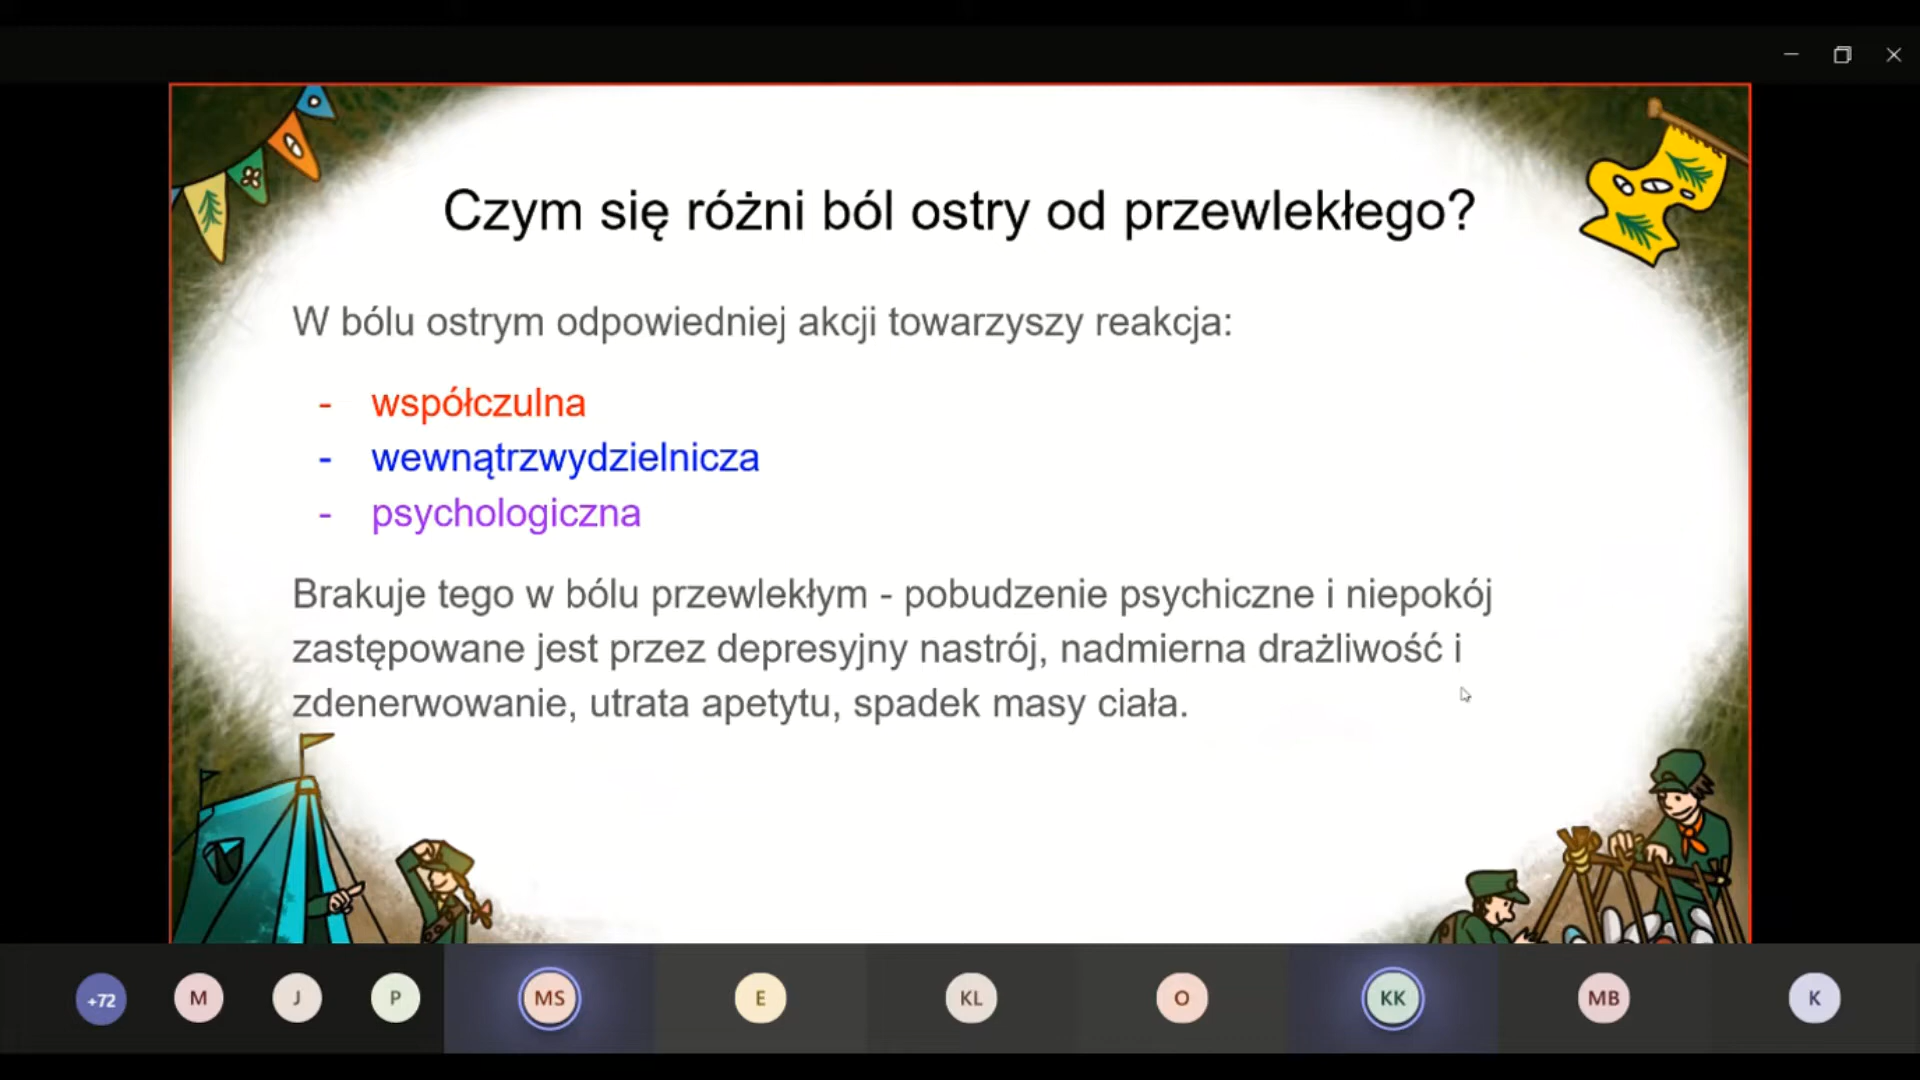 Czym się różni ból ostry od przewlekłego?
W bólu ostrym odpowiedniej akcji towarzyszy reakcja:
- współczulna
- wewnątrzwydzielnicza
- psychologiczna
Brakuje tego w bólu przewlekłym - pobudzenie psychiczne i niepokój
zastępowane jest przez depresyjny nastrój, nadmierna drażliwość i
zdenerwowanie, utrata apetytu, spadek masy ciała.
+72 M J P MS E KL O KK MB K